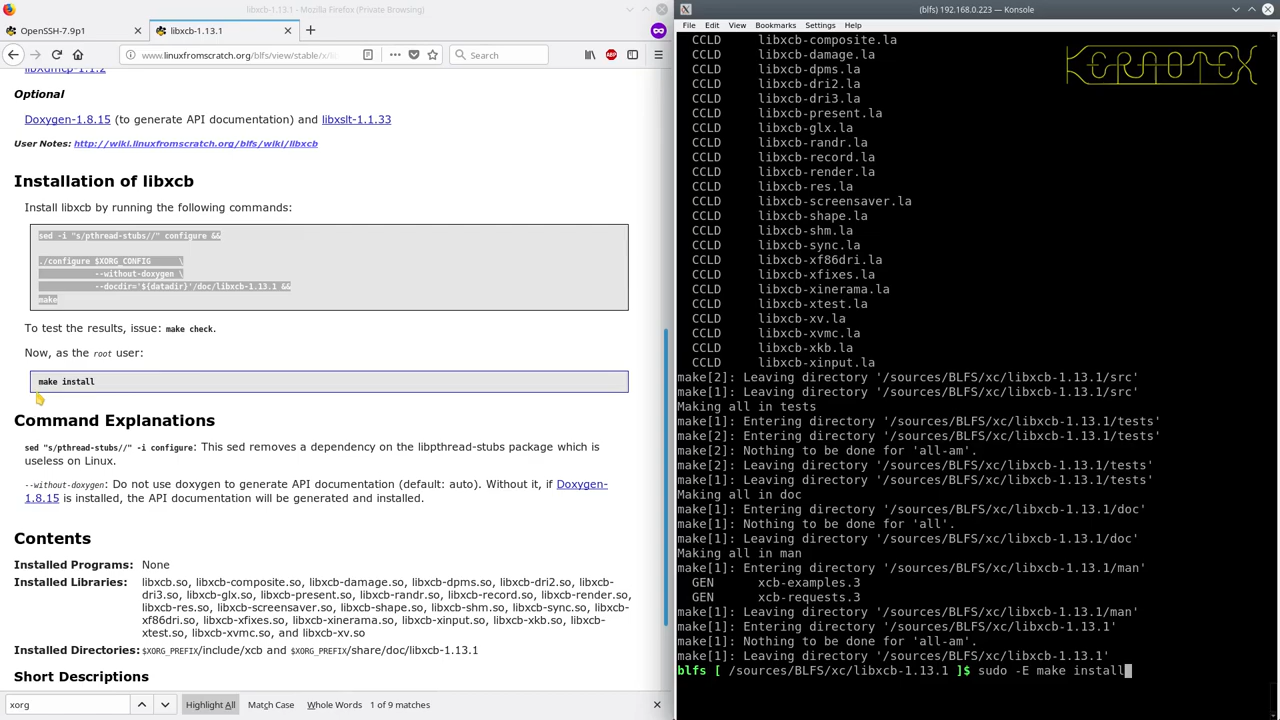 libxcb-1.13.1 - Mozilla Firefox (Private Browsing)
OpenSSH-7.9p1
libxcb-1.13.1
www.linuxfromscratch.org/blfs/view/stable/x/
Search
libXdmcp-1.1.2
Optional
Doxygen-1.8.15 (to generate API documentation) and libxslt-1.1.33
User Notes: http://wiki.linuxfromscratch.org/blfs/wiki/libxcb
Installation of libxcb
Install libxcb by running the following commands:
sed -i "s/pthread-stubs//" configure &&
./configure $XORG_CONFIG \
--without-doxygen \
--docdir='${datadir}'/doc/libxcb-1.13.1 &&
make
To test the results, issue: make check.
Now, as the root user:
make install
Command Explanations
sed "s/pthread-stubs//" -i configure: This sed removes a dependency on the libpthread-stubs package which is
useless on Linux.
--without-doxygen: Do not use doxygen to generate API documentation (default: auto). Without it, if Doxygen-
1.8.15 is installed, the API documentation will be generated and installed.
Contents
Installed Programs: None
Installed Libraries: libxcb.so, libxcb-composite.so, libxcb-damage.so, libxcb-dpms.so, libxcb-dri2.so, libxcb-
dri3.so, libxcb-glx.so, libxcb-present.so, libxcb-randr.so, libxcb-record.so, libxcb-render.so,
libxcb-res.so, libxcb-screensaver.so, libxcb-shape.so, libxcb-shm.so, libxcb-sync.so, libxcb-
xf86dri.so, libxcb-xfixes.so, libxcb-xinerama.so, libxcb-xinput.so, libxcb-xkb.so, libxcb-
xtest.so, libxcb-xvmc.so, and libxcb-xv.so
Installed Directories: $XORG_PREFIX/include/xcb and $XORG_PREFIX/share/doc/libxcb-1.13.1
Short Descriptions
xorg
Highlight All Match Case Whole Words 1 of 9 matches
(blfs) 192.168.0.223 — Konsole
File Edit View Bookmarks Settings Help
KERNOTEX
CCLD libxcb-composite.la
CCLD libxcb-damage.la
CCLD libxcb-dpms.la
CCLD libxcb-dri2.la
CCLD libxcb-dri3.la
CCLD libxcb-present.la
CCLD libxcb-glx.la
CCLD libxcb-randr.la
CCLD libxcb-record.la
CCLD libxcb-render.la
CCLD libxcb-res.la
CCLD libxcb-screensaver.la
CCLD libxcb-shape.la
CCLD libxcb-shm.la
CCLD libxcb-sync.la
CCLD libxcb-xf86dri.la
CCLD libxcb-xfixes.la
CCLD libxcb-xinerama.la
CCLD libxcb-xtest.la
CCLD libxcb-xv.la
CCLD libxcb-xvmc.la
CCLD libxcb-xkb.la
CCLD libxcb-xinput.la
make[2]: Leaving directory '/sources/BLFS/xc/libxcb-1.13.1/src'
make[1]: Leaving directory '/sources/BLFS/xc/libxcb-1.13.1/src'
Making all in tests
make[1]: Entering directory '/sources/BLFS/xc/libxcb-1.13.1/tests'
make[2]: Entering directory '/sources/BLFS/xc/libxcb-1.13.1/tests'
make[2]: Nothing to be done for 'all-am'.
make[2]: Leaving directory '/sources/BLFS/xc/libxcb-1.13.1/tests'
make[1]: Leaving directory '/sources/BLFS/xc/libxcb-1.13.1/tests'
Making all in doc
make[1]: Entering directory '/sources/BLFS/xc/libxcb-1.13.1/doc'
make[1]: Nothing to be done for 'all'.
make[1]: Leaving directory '/sources/BLFS/xc/libxcb-1.13.1/doc'
Making all in man
make[1]: Entering directory '/sources/BLFS/xc/libxcb-1.13.1/man'
GEN xcb-examples.3
GEN xcb-requests.3
make[1]: Leaving directory '/sources/BLFS/xc/libxcb-1.13.1/man'
make[1]: Entering directory '/sources/BLFS/xc/libxcb-1.13.1'
make[1]: Nothing to be done for 'all-am'.
make[1]: Leaving directory '/sources/BLFS/xc/libxcb-1.13.1'
blfs [ /sources/BLFS/xc/libxcb-1.13.1 ]$ sudo -E make install